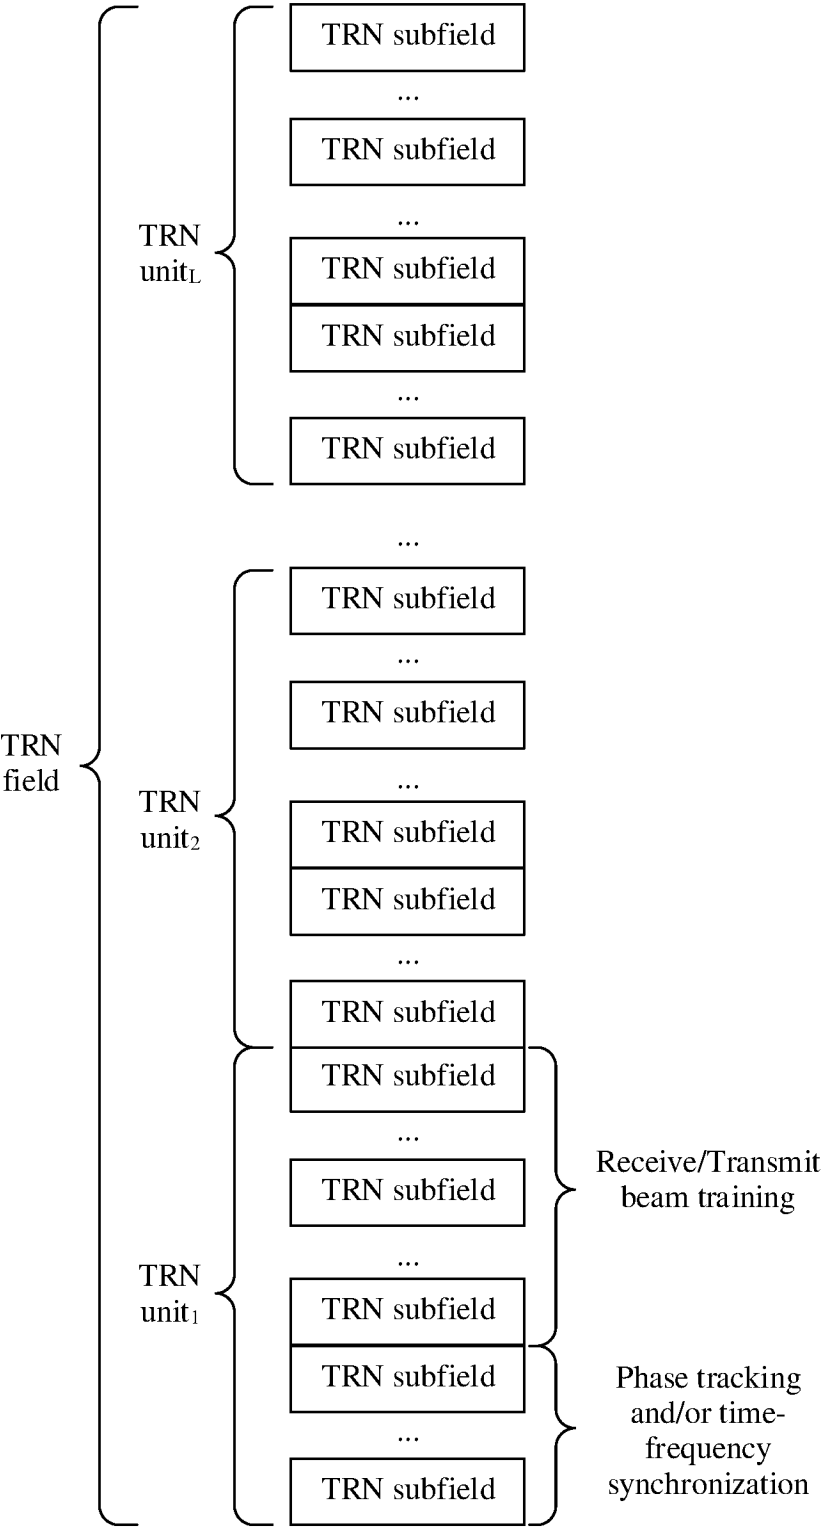 TRN subfield
...
TRN subfield
...
TRN
unitL
TRN subfield
TRN subfield
...
TRN subfield
...
TRN subfield
...
TRN subfield
TRN
field
...
TRN
unit2
TRN subfield
TRN subfield
...
TRN subfield
TRN subfield
...
Receive/Transmit
beam training
TRN subfield
...
TRN
unit1
TRN subfield
TRN subfield
...
TRN subfield
Phase tracking
and/or time-
frequency
synchronization